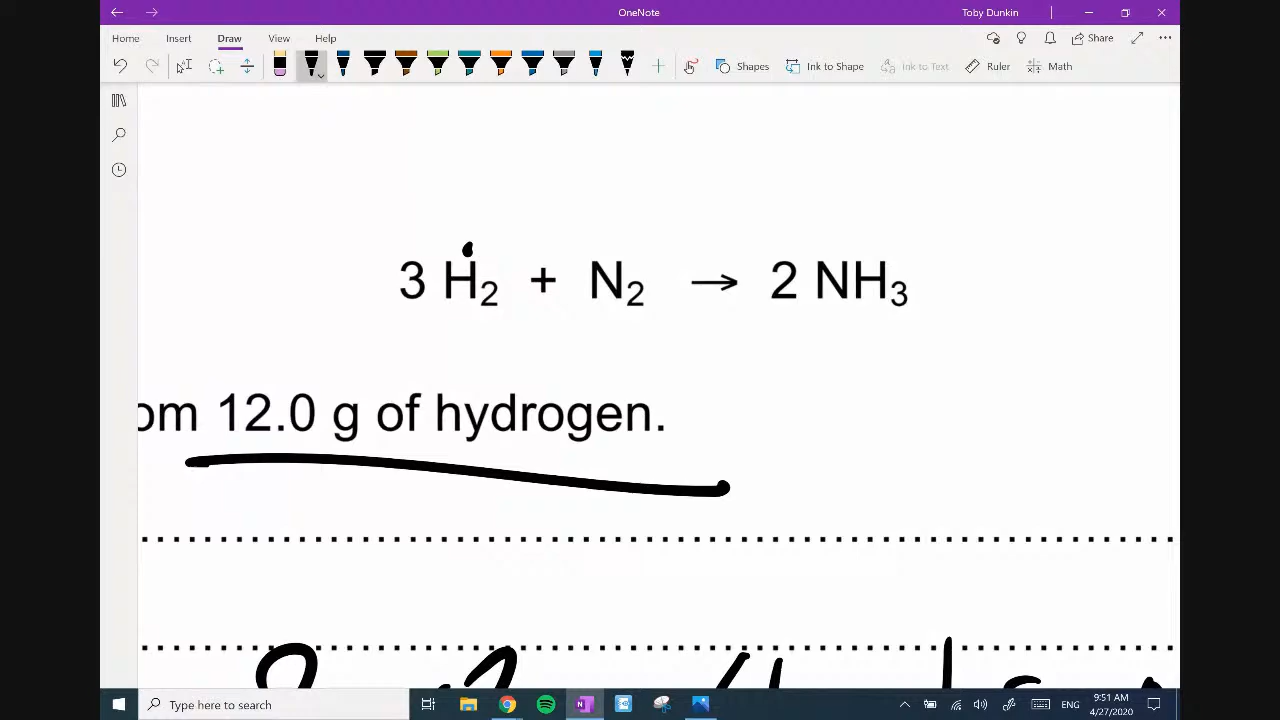 OneNote
Toby Dunkin
Home Insert Draw View Help
Share
Shapes Ink to Shape Ink to Text Ruler Math
3 H₂ + N₂ → 2 NH₃
om 12.0 g of hydrogen.
Type here to search
ENG
9:51 AM
4/27/2020